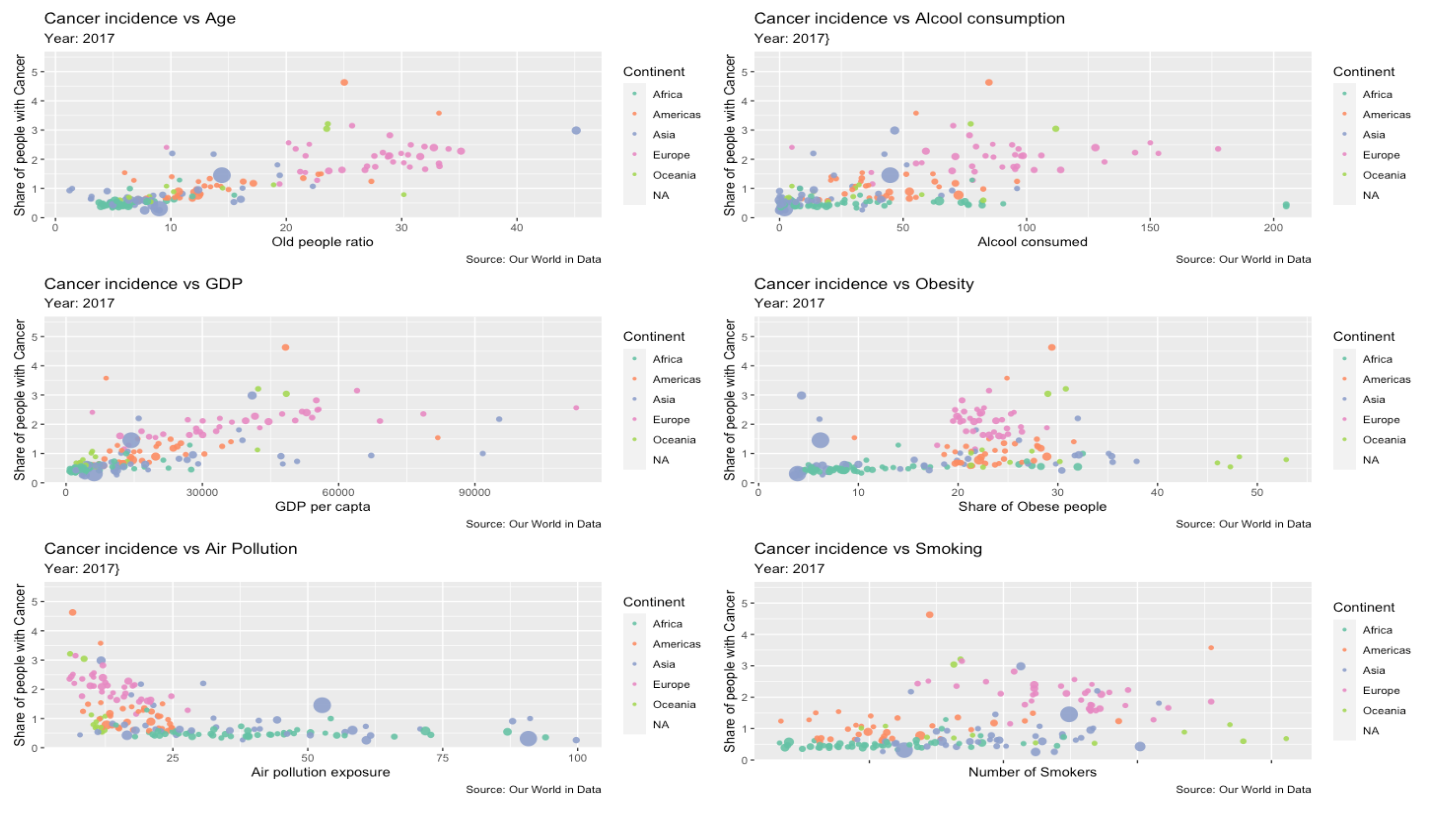 Cancer incidence vs Age
Year: 2017
Share of people with Cancer
5
4
3
2
1
0
0 10 20 30 40
Old people ratio
Source: Our World in Data
Continent
Africa
Americas
Asia
Europe
Oceania
NA
Cancer incidence vs Alcool consumption
Year: 2017}
Share of people with Cancer
5
4
3
2
1
0
0 50 100 150 200
Alcool consumed
Source: Our World in Data
Continent
Africa
Americas
Asia
Europe
Oceania
NA
Cancer incidence vs GDP
Year: 2017
Share of people with Cancer
5
4
3
2
1
0
0 30000 60000 90000
GDP per capta
Source: Our World in Data
Continent
Africa
Americas
Asia
Europe
Oceania
NA
Cancer incidence vs Obesity
Year: 2017
Share of people with Cancer
5
4
3
2
1
0
0 10 20 30 40 50
Share of Obese people
Source: Our World in Data
Continent
Africa
Americas
Asia
Europe
Oceania
NA
Cancer incidence vs Air Pollution
Year: 2017}
Share of people with Cancer
5
4
3
2
1
0
25 50 75 100
Air pollution exposure
Source: Our World in Data
Continent
Africa
Americas
Asia
Europe
Oceania
NA
Cancer incidence vs Smoking
Year: 2017
Share of people with Cancer
5
4
3
2
1
0
Number of Smokers
Source: Our World in Data
Continent
Africa
Americas
Asia
Europe
Oceania
NA